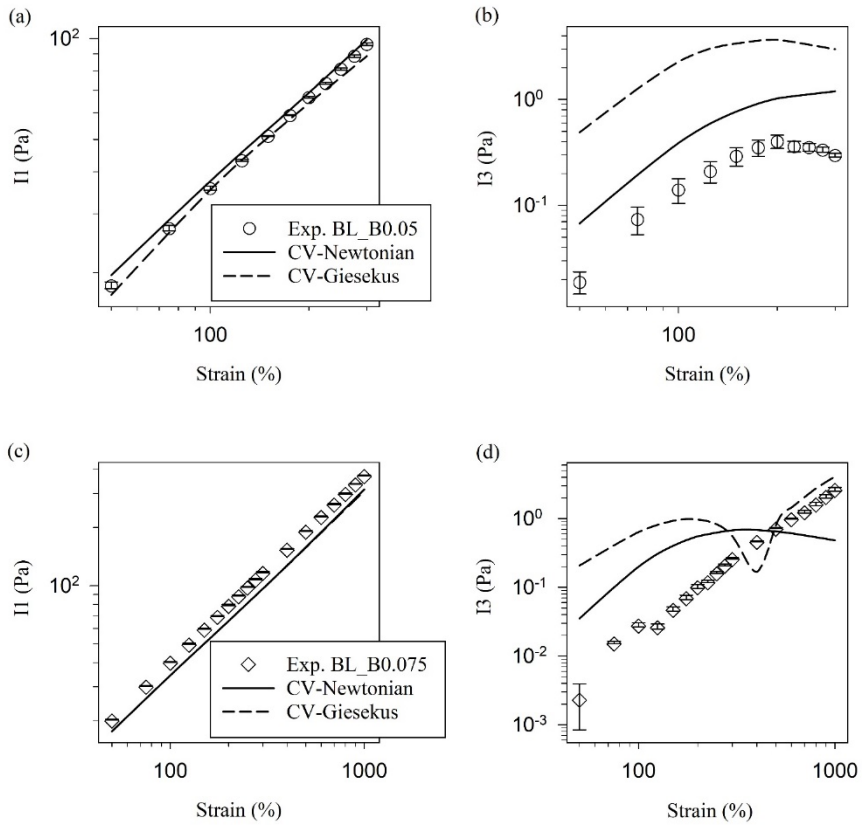 (a)
10²
I1 (Pa)
Exp. BL_B0.05
CV-Newtonian
CV-Giesekus
100
Strain (%)
(b)
10⁰
10⁻¹
I3 (Pa)
100
Strain (%)
(c)
10²
I1 (Pa)
Exp. BL_B0.075
CV-Newtonian
CV-Giesekus
100 1000
Strain (%)
(d)
10⁰
10⁻¹
10⁻²
10⁻³
I3 (Pa)
100 1000
Strain (%)